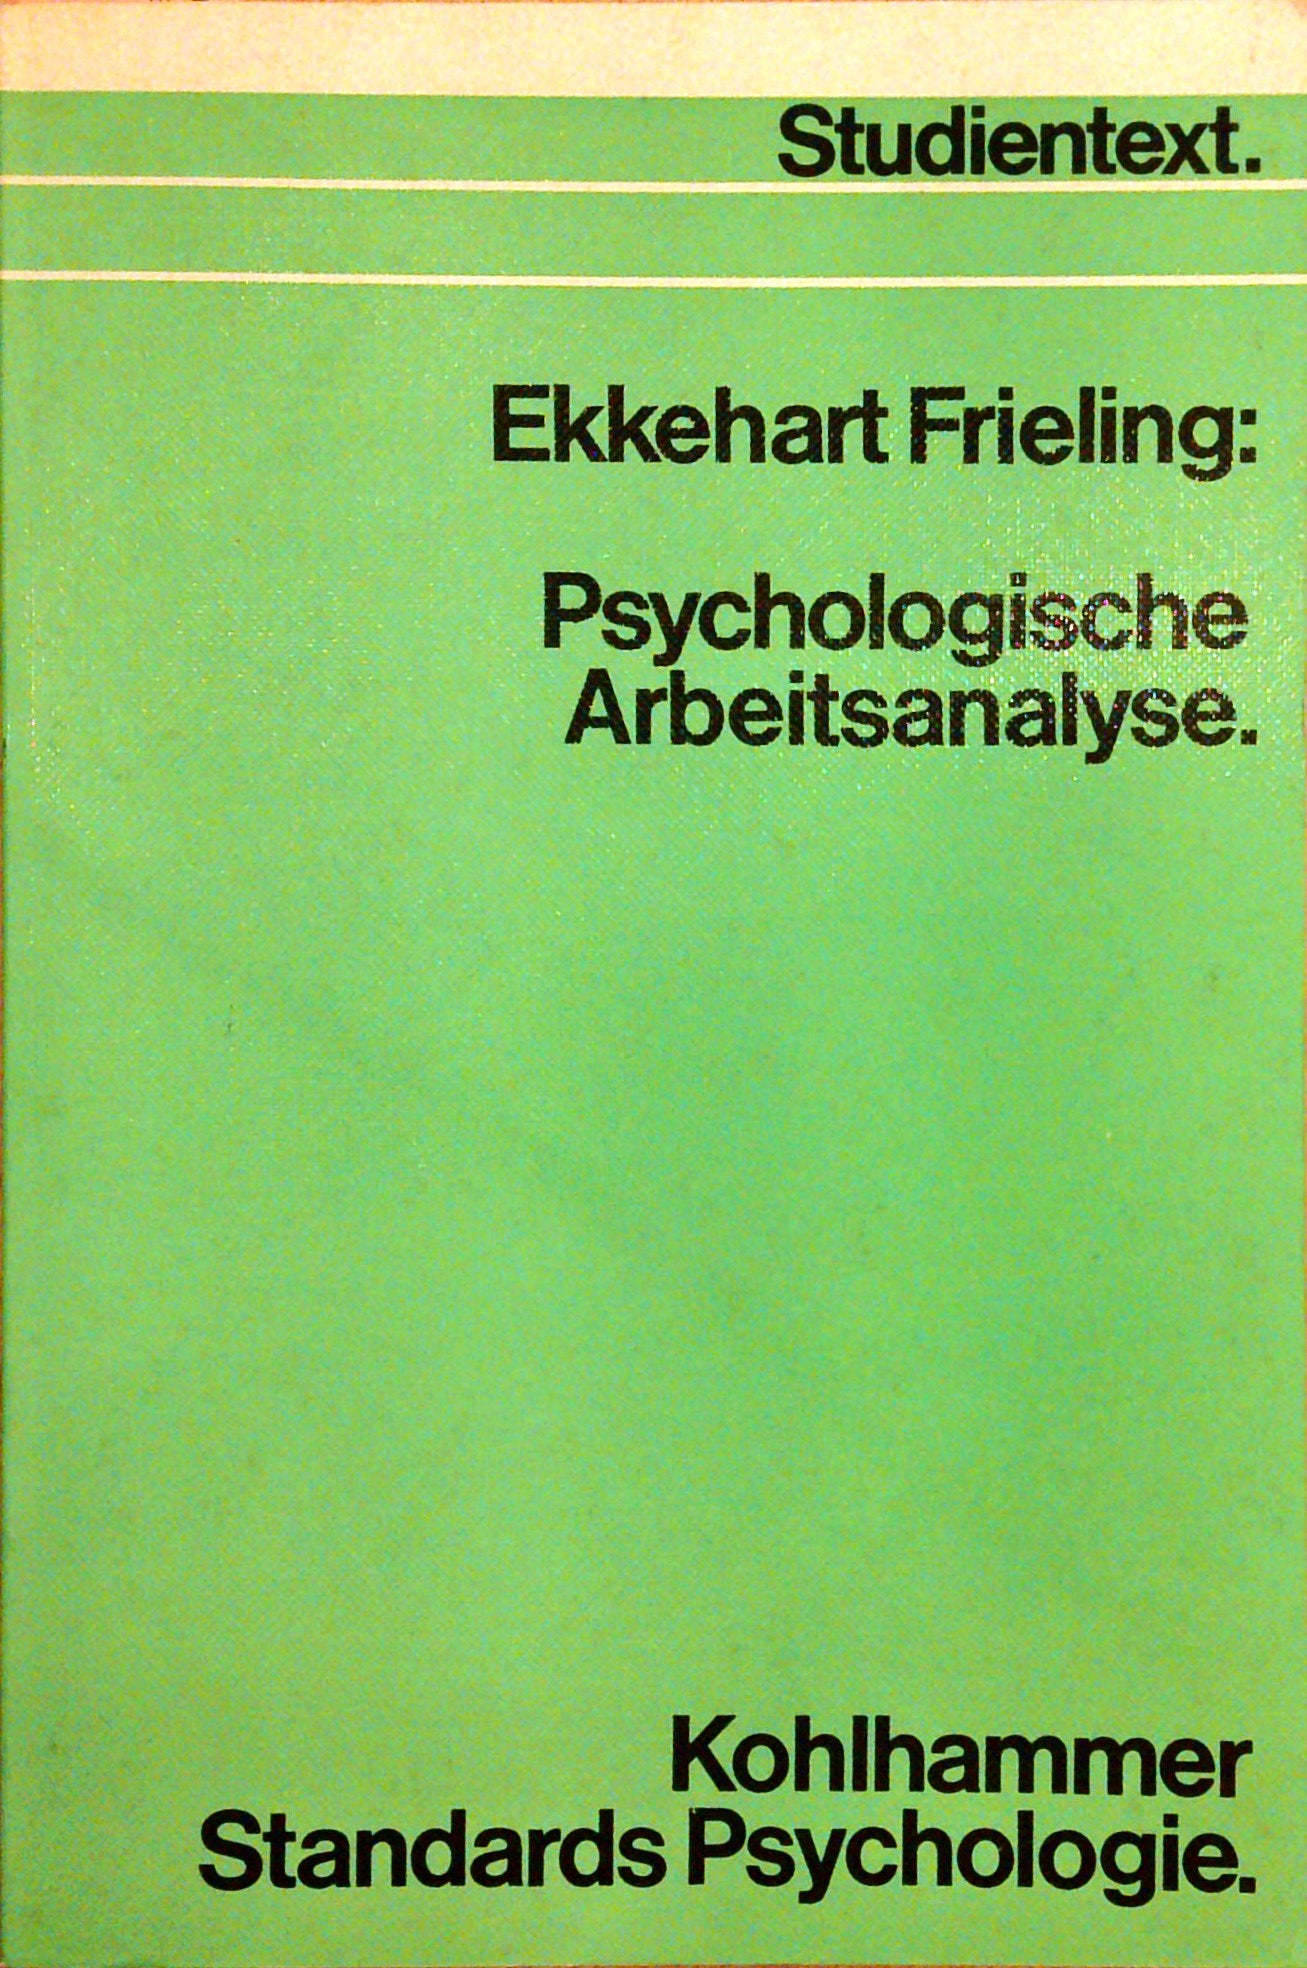 Studientext.
Ekkehart Frieling:
Psychologische
Arbeitsanalyse.
Kohlhammer
Standards Psychologie.